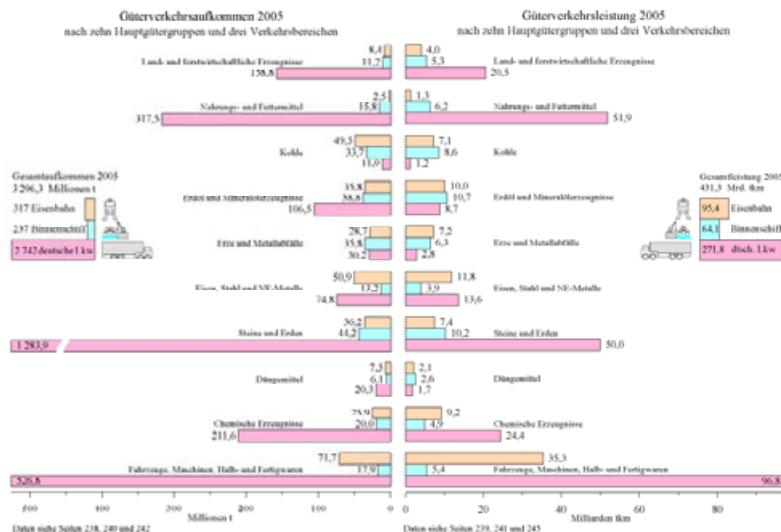 Güterverkehrsaufkommen 2005
nach zehn Hauptgütergruppen und drei Verkehrsbereichen
8,4
11,2
158,8
Land- und forstwirtschaftliche Erzeugnisse
2,5
15,8
317,5
Nahrungs- und Futtermittel
49,5
33,7
11,9
Kohle
Gesamtaufkommen 2005
3 296,3 Millionen t
317 Eisenbahn
237 Binnenschiff
2 742 deutsche Lkw
35,8
38,8
106,5
Erdöl und Mineralölerzeugnisse
28,7
35,8
30,2
Erze und Metallabfälle
50,9
13,2
74,8
Eisen, Stahl und NE-Metalle
36,2
44,2
1 283,9
Steine und Erden
7,5
6,1
20,3
Düngemittel
25,9
20,0
211,6
Chemische Erzeugnisse
71,7
17,9
526,8
Fahrzeuge, Maschinen, Halb- und Fertigwaren
500
300
200
100
0
Millionen t
Daten siehe Seiten 238, 240 und 242
Güterverkehrsleistung 2005
nach zehn Hauptgütergruppen und drei Verkehrsbereichen
4,0
5,3
20,5
Land- und forstwirtschaftliche Erzeugnisse
1,3
6,2
51,9
Nahrungs- und Futtermittel
7,1
8,6
1,2
Kohle
Gesamtleistung 2005
431,3 Mrd. tkm
95,4 Eisenbahn
64,1 Binnenschiff
271,8 dtsch. Lkw
10,0
10,7
8,7
Erdöl und Mineralölerzeugnisse
7,2
6,3
2,8
Erze und Metallabfälle
11,8
3,9
13,6
Eisen, Stahl und NE-Metalle
7,4
10,2
50,0
Steine und Erden
2,1
2,6
1,7
Düngemittel
9,2
4,9
24,4
Chemische Erzeugnisse
35,3
5,4
96,8
Fahrzeuge, Maschinen, Halb- und Fertigwaren
0
20
40
60
80
Milliarden tkm
Daten siehe Seiten 239, 241 und 243